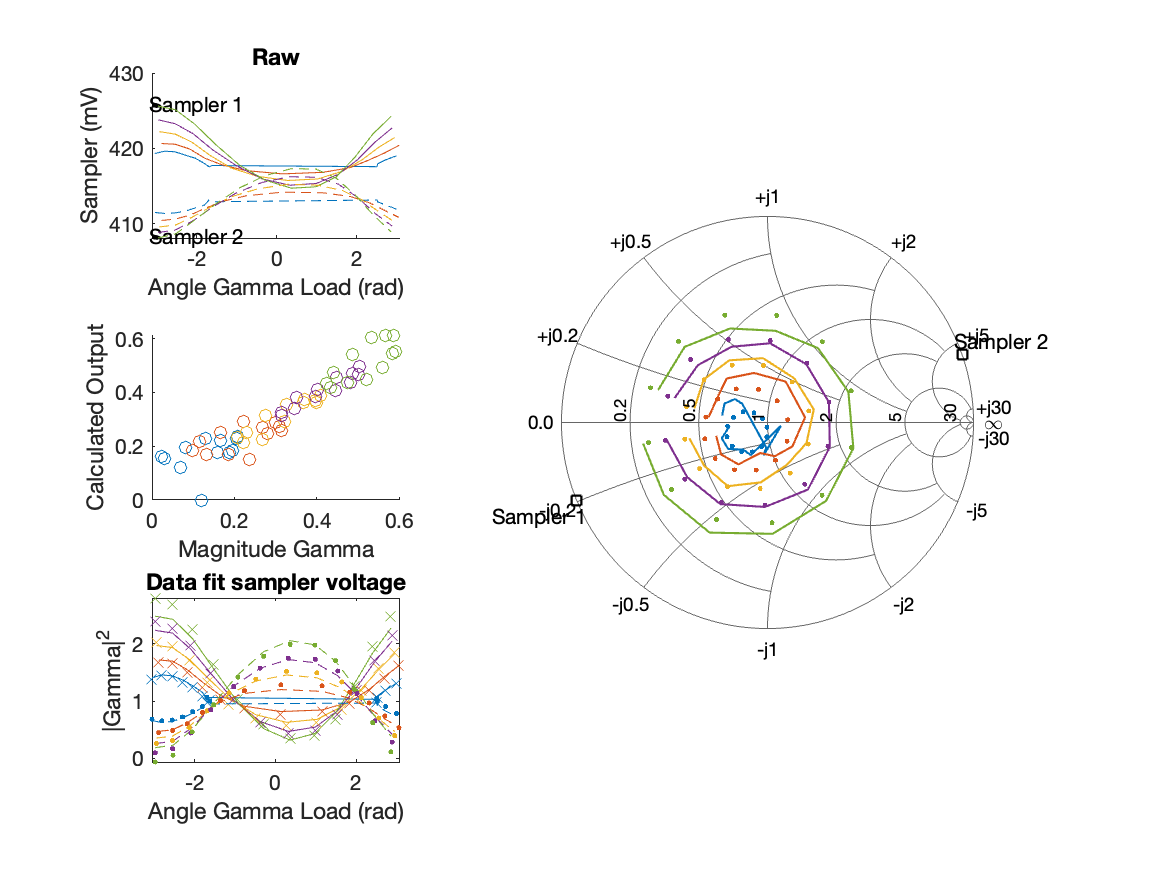 Raw
430
420
410
Sampler (mV)
Sampler 1
Sampler 2
-2
0
2
Angle Gamma Load (rad)
0.6
0.4
0.2
0
Calculated Output
0
0.2
0.4
0.6
Magnitude Gamma
Data fit sampler voltage
2
1
0
|Gamma|2
-2
0
2
Angle Gamma Load (rad)
+j1
+j0.5
+j2
+j0.2
+j5
Sampler 2
0.0
0.2
0.5
1
2
5
30
+j30
∞
-j30
Sampler 1
-j0.2
-j5
-j0.5
-j2
-j1